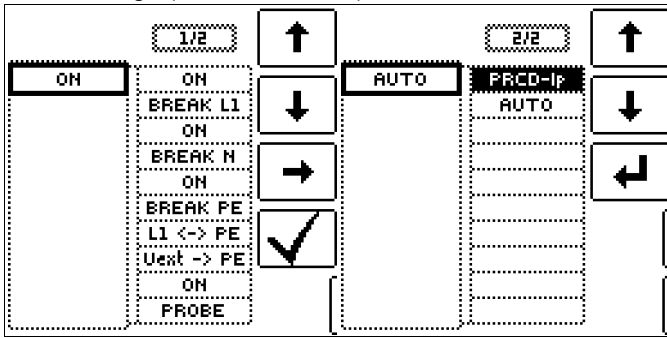 1/2
ON
ON
BREAK L1
ON
BREAK N
ON
BREAK PE
L1 <-> PE
Uext -> PE
ON
PROBE
2/2
AUTO
PRCD-Ip
AUTO